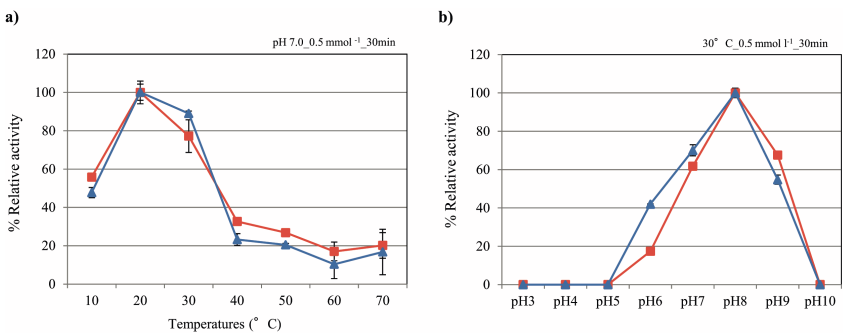 a)
pH 7.0_0.5 mmol -1_30min
% Relative activity
120
100
80
60
40
20
0
10 20 30 40 50 60 70
Temperatures (° C)
b)
30° C_0.5 mmol l-1_30min
% Relative activity
120
100
80
60
40
20
0
pH3 pH4 pH5 pH6 pH7 pH8 pH9 pH10